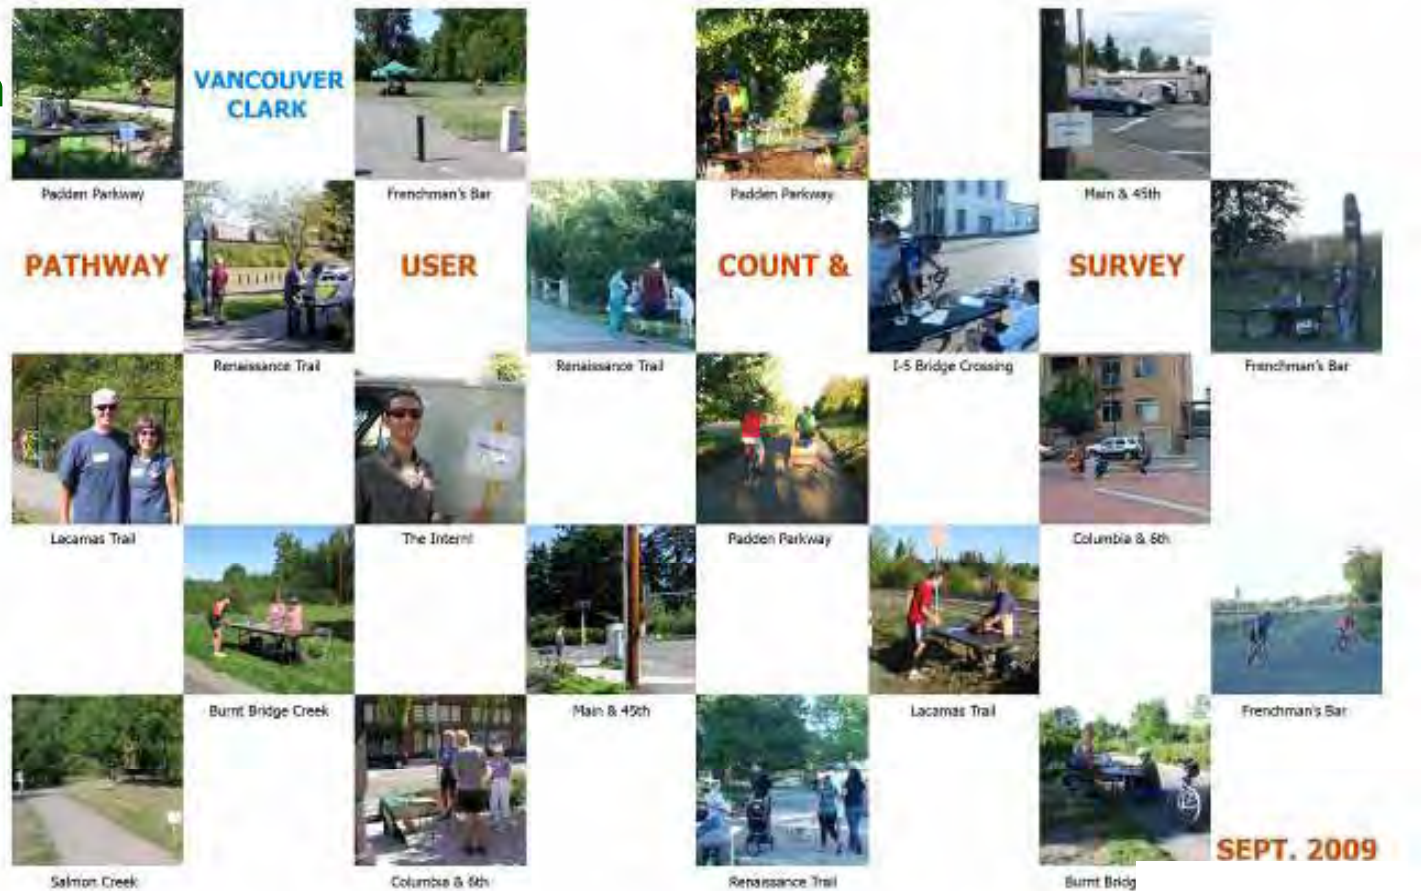 VANCOUVER
CLARK
Padden Parkway
Frenchman's Bar
Padden Parkway
Main & 45th
PATHWAY
USER
COUNT &
SURVEY
Renaissance Trail
Renaissance Trail
I-5 Bridge Crossing
Frenchman's Bar
Lacamas Trail
The Intern!
Padden Parkway
Columbia & 6th
Burnt Bridge Creek
Main & 45th
Lacamas Trail
Frenchman's Bar
SEPT. 2009
Salmon Creek
Columbia & 6th
Renaissance Trail
Burnt Bridg